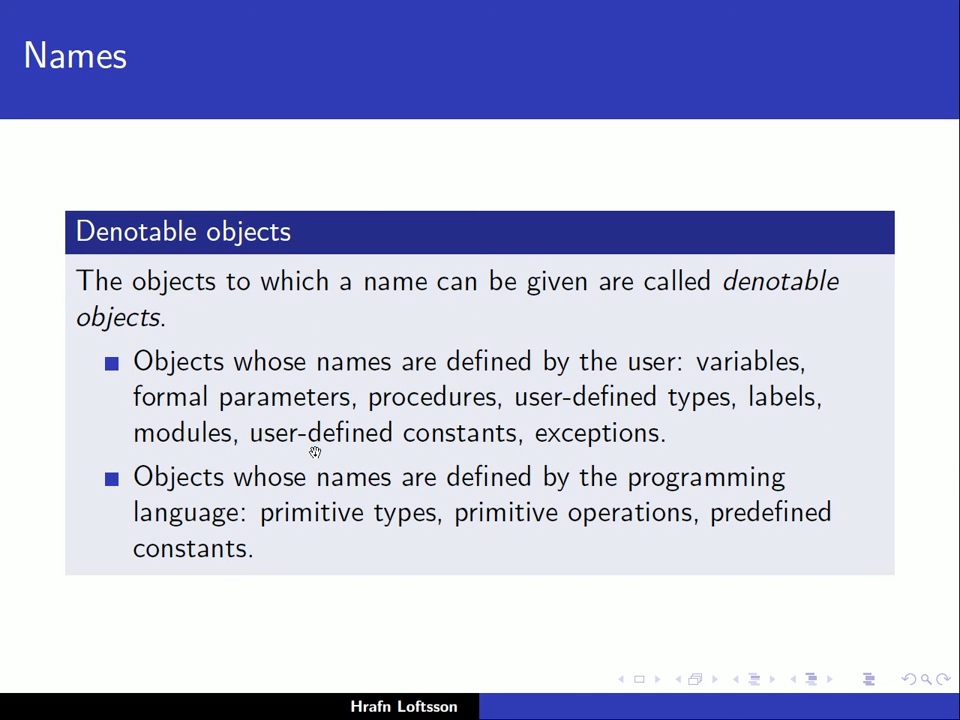 Names
Denotable objects
The objects to which a name can be given are called denotable
objects.
Objects whose names are defined by the user: variables,
formal parameters, procedures, user-defined types, labels,
modules, user-defined constants, exceptions.
Objects whose names are defined by the programming
language: primitive types, primitive operations, predefined
constants.
Hrafn Loftsson